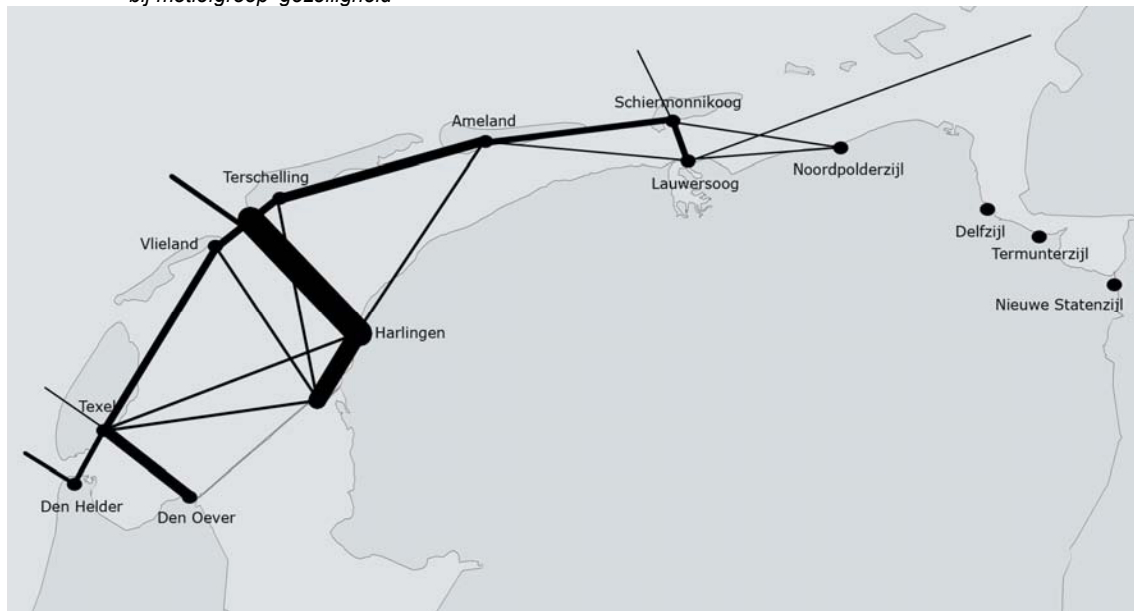 bij motiefgroep 'gezelligheid'
Schiermonnikoog
Ameland
Noordpolderzijl
Terschelling
Lauwersoog
Vlieland
Delfzijl
Termunterzijl
Nieuwe Statenzijl
Harlingen
Texel
Den Helder
Den Oever